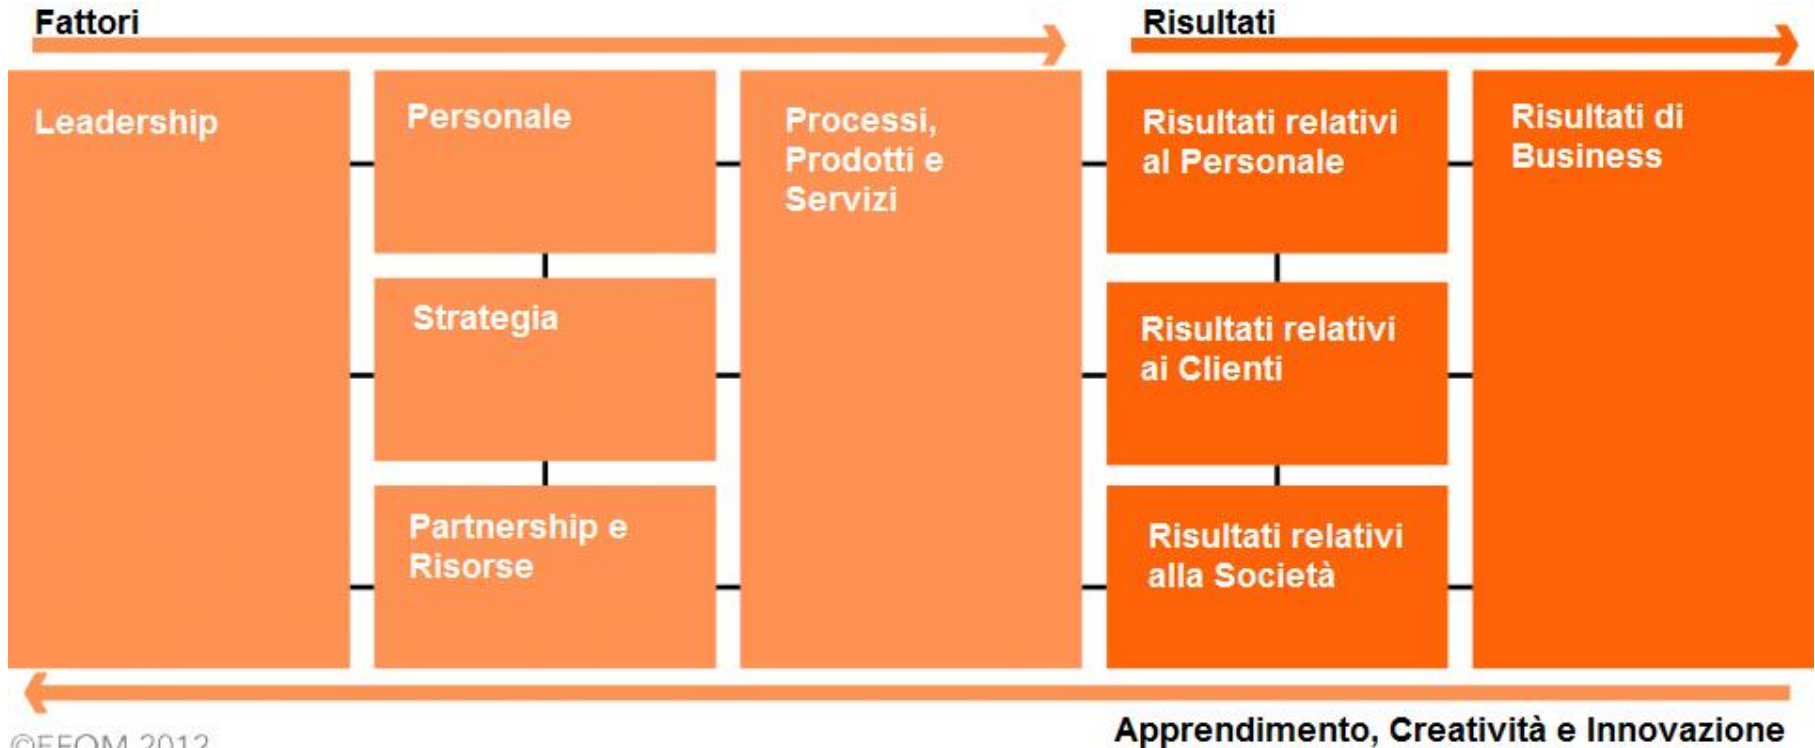 Fattori
Risultati
Leadership
Personale
Processi,
Prodotti e
Servizi
Risultati relativi
al Personale
Risultati di
Business
Strategia
Risultati relativi
ai Clienti
Partnership e
Risorse
Risultati relativi
alla Società
Apprendimento, Creatività e Innovazione
©EFQM 2012